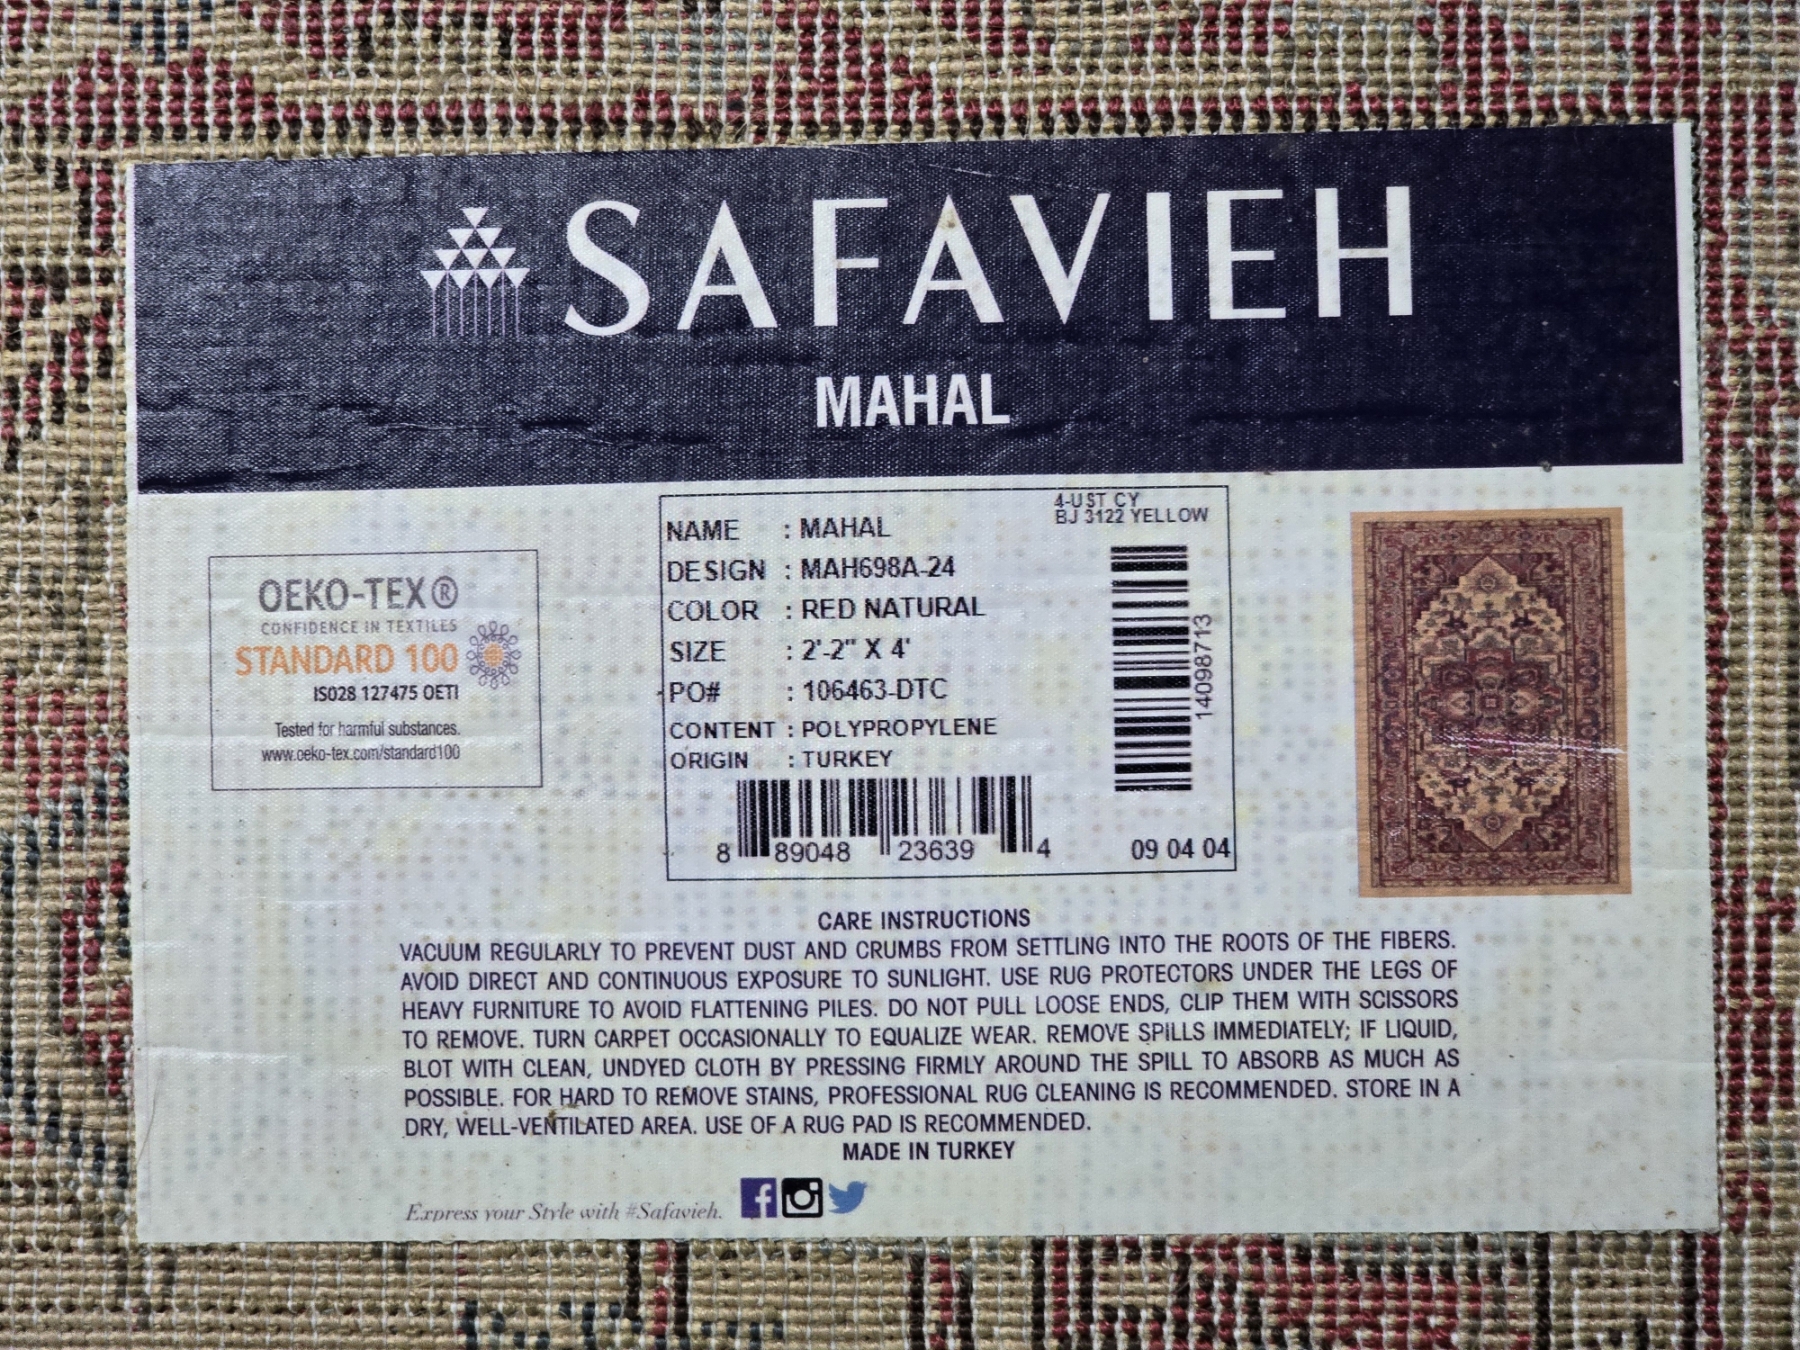 SAFAVIEH
MAHAL
OEKO-TEX®
CONFIDENCE IN TEXTILES
STANDARD 100
IS028 127475 OETI
Tested for harmful substances.
www.oeko-tex.com/standard100
4-UST CY
BJ 3122 YELLOW
NAME : MAHAL
DESIGN : MAH698A-24
COLOR : RED NATURAL
SIZE : 2'-2" X 4'
PO# : 106463-DTC
CONTENT : POLYPROPYLENE
ORIGIN : TURKEY
14098713
8 89048 23639 4
09 04 04
CARE INSTRUCTIONS
VACUUM REGULARLY TO PREVENT DUST AND CRUMBS FROM SETTLING INTO THE ROOTS OF THE FIBERS.
AVOID DIRECT AND CONTINUOUS EXPOSURE TO SUNLIGHT. USE RUG PROTECTORS UNDER THE LEGS OF
HEAVY FURNITURE TO AVOID FLATTENING PILES. DO NOT PULL LOOSE ENDS, CLIP THEM WITH SCISSORS
TO REMOVE. TURN CARPET OCCASIONALLY TO EQUALIZE WEAR. REMOVE SPILLS IMMEDIATELY; IF LIQUID,
BLOT WITH CLEAN, UNDYED CLOTH BY PRESSING FIRMLY AROUND THE SPILL TO ABSORB AS MUCH AS
POSSIBLE. FOR HARD TO REMOVE STAINS, PROFESSIONAL RUG CLEANING IS RECOMMENDED. STORE IN A
DRY, WELL-VENTILATED AREA. USE OF A RUG PAD IS RECOMMENDED.
MADE IN TURKEY
Express your Style with #Safavieh.